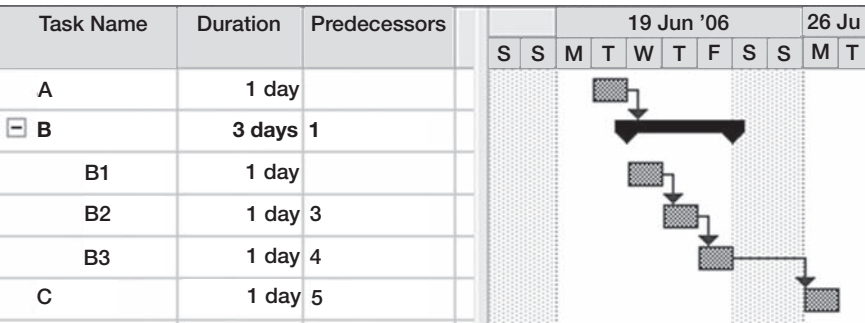 Task Name Duration Predecessors 19 Jun '06 26 Ju
S S M T W T F S S M T
A 1 day
B 3 days 1
B1 1 day
B2 1 day 3
B3 1 day 4
C 1 day 5